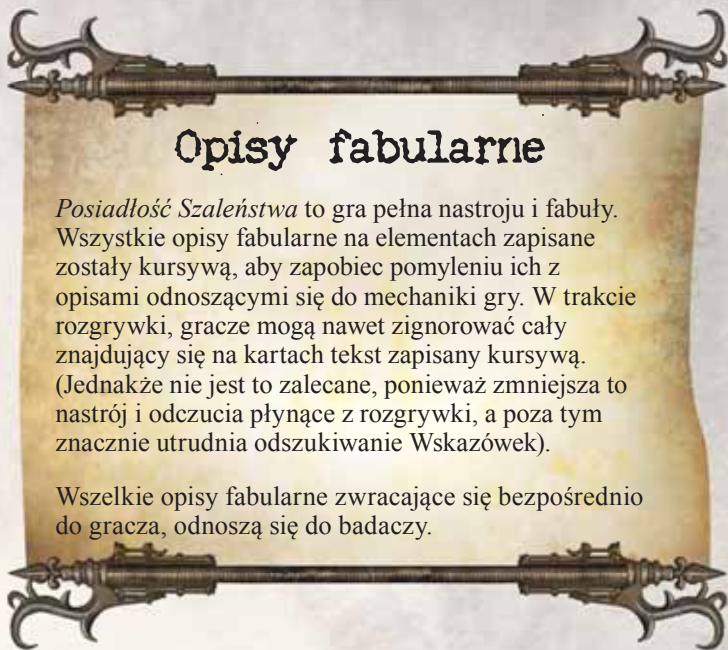 Opisy fabularne
Posiadłość Szaleństwa to gra pełna nastroju i fabuły.
Wszystkie opisy fabularne na elementach zapisane
zostały kursywą, aby zapobiec pomyleniu ich z
opisami odnoszącymi się do mechaniki gry. W trakcie
rozgrywki, gracze mogą nawet zignorować cały
znajdujący się na kartach tekst zapisany kursywą.
(Jednakże nie jest to zalecane, ponieważ zmniejsza to
nastrój i odczucia płynące z rozgrywki, a poza tym
znacznie utrudnia odszukiwanie Wskazówek).
Wszelkie opisy fabularne zwracające się bezpośrednio
do gracza, odnoszą się do badaczy.